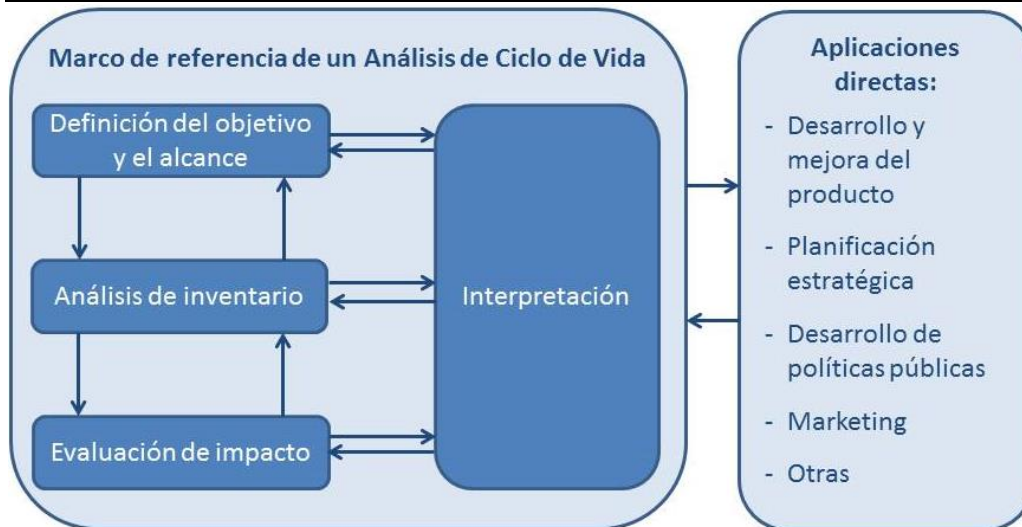 Marco de referencia de un Análisis de Ciclo de Vida
Definición del objetivo
y el alcance
Análisis de inventario
Evaluación de impacto
Interpretación
Aplicaciones
directas:
- Desarrollo y
mejora del
producto
- Planificación
estratégica
- Desarrollo de
políticas públicas
- Marketing
- Otras